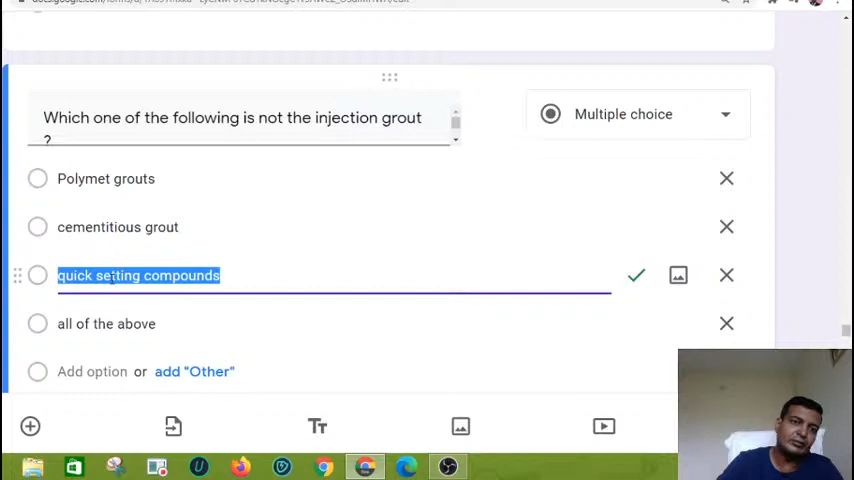 Which one of the following is not the injection grout
?
Multiple choice
Polymet grouts
cementitious grout
quick setting compounds
all of the above
Add option or add "Other"
TT